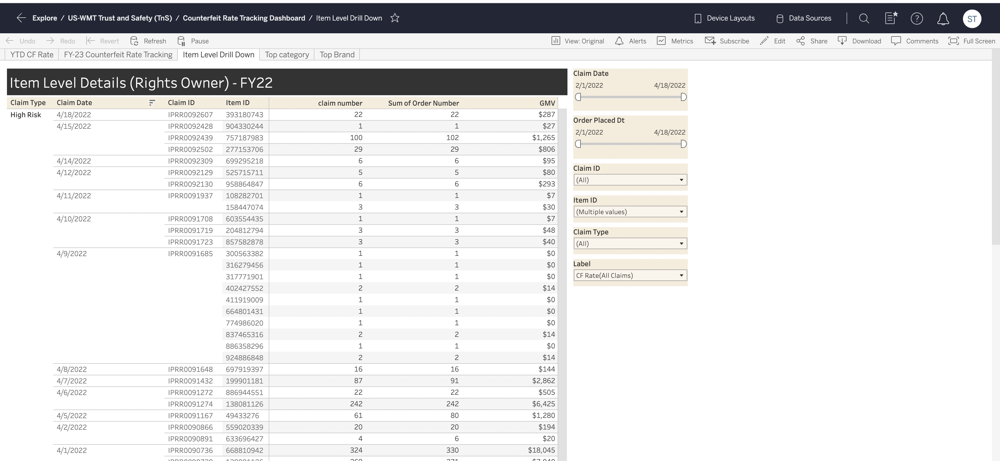 Explore / US-WMT Trust and Safety (TnS) / Counterfeit Rate Tracking Dashboard / Item Level Drill Down Device Layouts Data Sources ST
Undo Redo Revert Refresh Pause View: Original Alerts Metrics Subscribe Edit Share Download Comments Full Screen
YTD CF Rate FY-23 Counterfeit Rate Tracking Item Level Drill Down Top category Top Brand
Item Level Details (Rights Owner) - FY22
Claim Type Claim Date Claim ID Item ID claim number Sum of Order Number GMV
High Risk 4/18/2022 IPRR0092607 393180743 22 22 $287
4/15/2022 IPRR0092428 904330244 1 1 $27
IPRR0092439 757187983 100 102 $1,265
IPRR0092502 277153706 29 29 $806
4/14/2022 IPRR0092309 699295218 6 6 $95
4/12/2022 IPRR0092129 525715711 5 5 $80
IPRR0092130 958864847 6 6 $293
4/11/2022 IPRR0091937 108282701 1 1 $7
158447074 3 3 $30
4/10/2022 IPRR0091708 603554435 1 1 $7
IPRR0091719 204812794 3 3 $48
IPRR0091723 857582878 3 3 $40
4/9/2022 IPRR0091685 300563382 1 1 $0
316279456 1 1 $0
317771901 1 1 $0
402427552 2 2 $14
411919009 1 1 $0
664801431 1 1 $0
774986020 1 1 $0
837465316 2 2 $14
886358296 1 1 $0
924886848 2 2 $14
4/8/2022 IPRR0091648 697919397 16 16 $144
4/7/2022 IPRR0091432 199901181 87 91 $2,862
4/6/2022 IPRR0091272 886944551 22 22 $505
IPRR0091274 138081126 242 242 $6,425
4/5/2022 IPRR0091167 49433276 61 80 $1,280
4/2/2022 IPRR0090866 559020339 20 20 $194
IPRR0090891 633696427 4 6 $20
4/1/2022 IPRR0090736 668810942 324 330 $18,045
Claim Date
2/1/2022 4/18/2022
Order Placed Dt
2/1/2022 4/18/2022
Claim ID
(All)
Item ID
(Multiple values)
Claim Type
(All)
Label
CF Rate(All Claims)